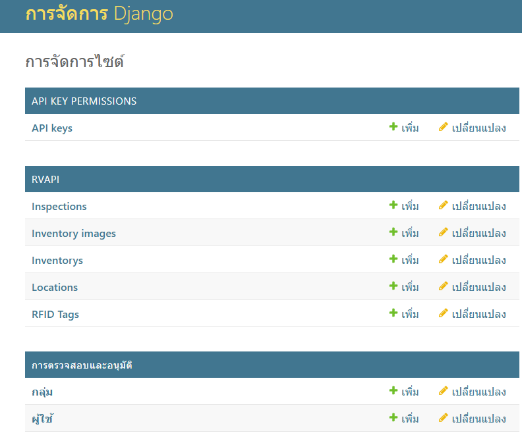 การจัดการ Django
การจัดการไซต์
API KEY PERMISSIONS
API keys เพิ่ม เปลี่ยนแปลง
RVAPI
Inspections เพิ่ม เปลี่ยนแปลง
Inventory images เพิ่ม เปลี่ยนแปลง
Inventorys เพิ่ม เปลี่ยนแปลง
Locations เพิ่ม เปลี่ยนแปลง
RFID Tags เพิ่ม เปลี่ยนแปลง
การตรวจสอบและอนุมัติ
กลุ่ม เพิ่ม เปลี่ยนแปลง
ผู้ใช้ เพิ่ม เปลี่ยนแปลง